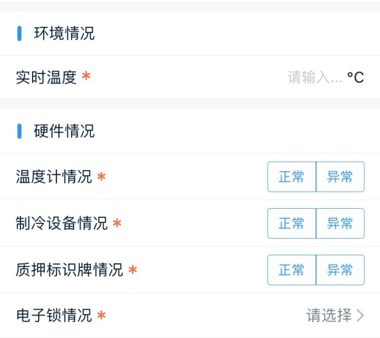 环境情况
实时温度 * 请输入... °C
硬件情况
温度计情况 * 正常 异常
制冷设备情况 * 正常 异常
质押标识牌情况 * 正常 异常
电子锁情况 * 请选择 >